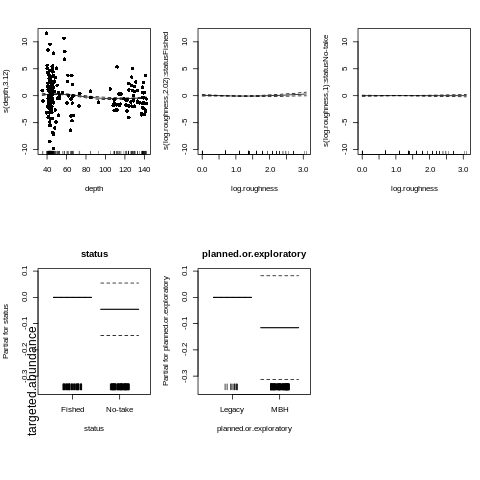 s(depth,3.12)
10
5
0
-5
-10
40
60
80
100
120
140
depth
s(log.roughness,2.02):statusFished
10
5
0
-5
-10
0.0
1.0
2.0
3.0
log.roughness
s(log.roughness,1):statusNo-take
10
5
0
-5
-10
0.0
1.0
2.0
3.0
log.roughness
status
Partial for status
0.1
0.0
-0.1
-0.2
-0.3
Fished
No-take
status
planned.or.exploratory
Partial for planned.or.exploratory
0.1
0.0
-0.1
-0.2
-0.3
Legacy
MBH
planned.or.exploratory
targeted.abundance